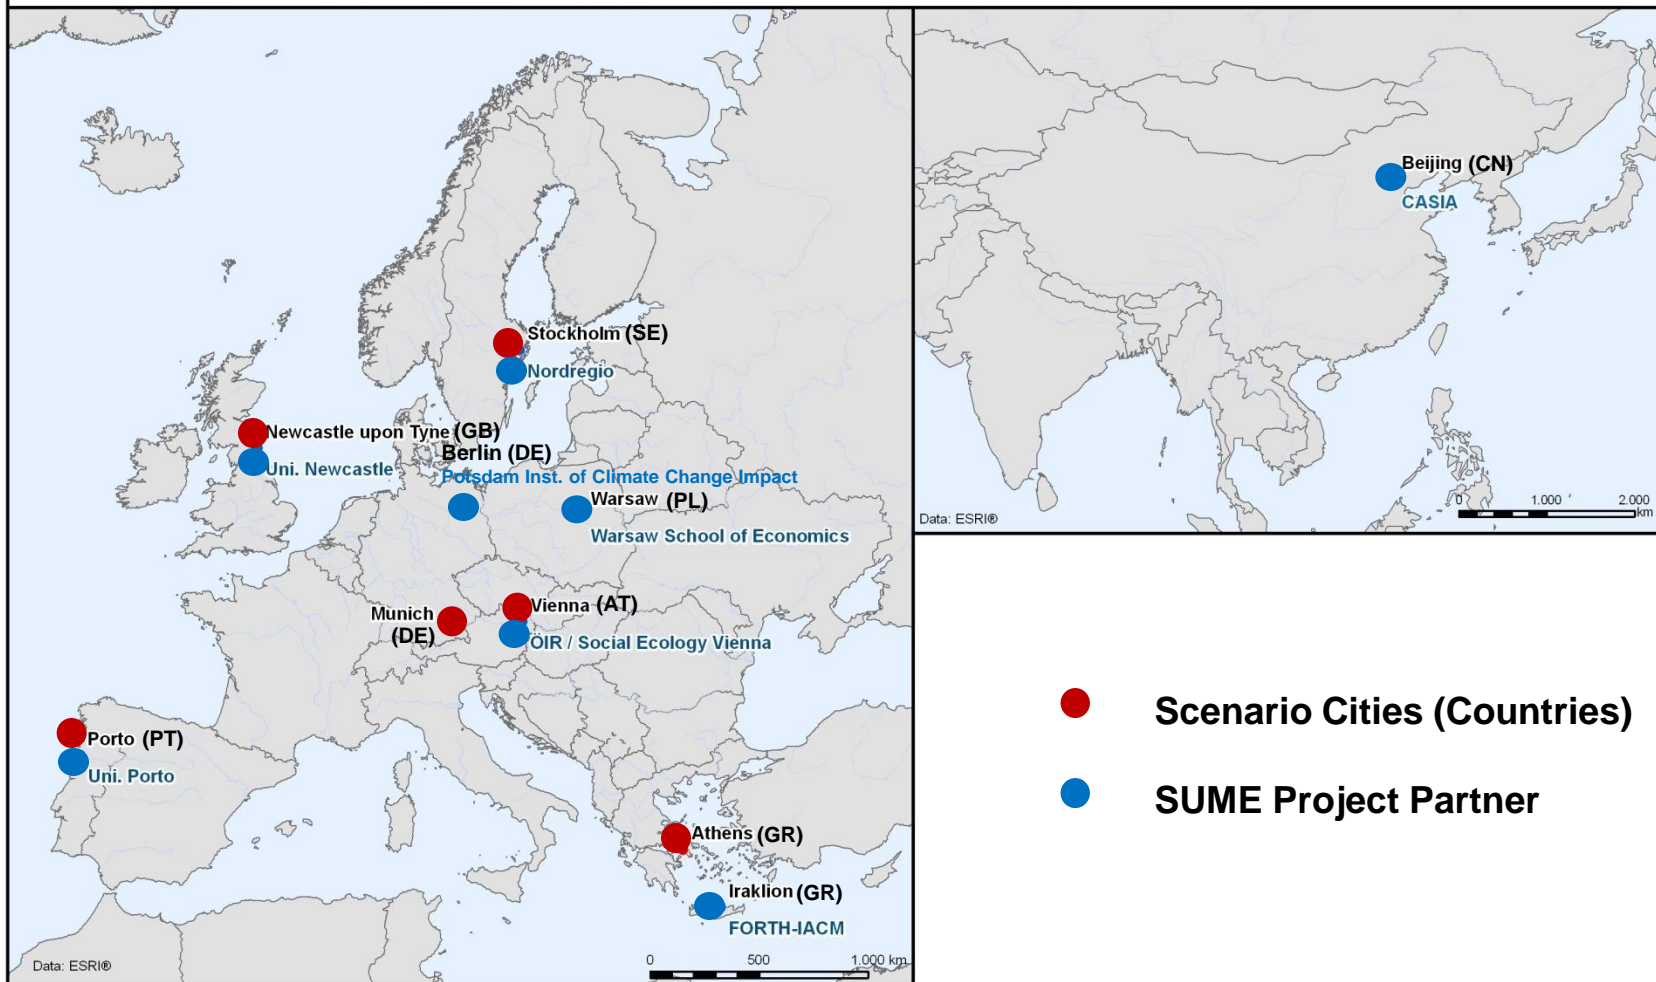 Stockholm (SE)
Nordregio
Newcastle upon Tyne (GB)
Uni. Newcastle
Berlin (DE)
Potsdam Inst. of Climate Change Impact
Warsaw (PL)
Warsaw School of Economics
Munich
(DE)
Vienna (AT)
ÖIR / Social Ecology Vienna
Porto (PT)
Uni. Porto
Athens (GR)
Iraklion (GR)
FORTH-IACM
Data: ESRI®
0 500 1.000 km
Beijing (CN)
CASIA
Data: ESRI®
0 1.000 2.000
km
Scenario Cities (Countries)
SUME Project Partner